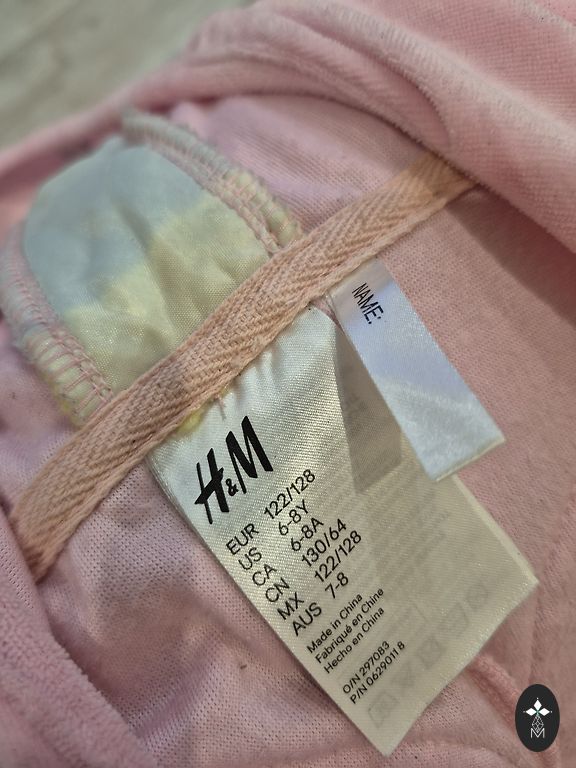 NAME:
H&M
EUR 122/128
US 6-8Y
CA 6-8A
CN 130/64
MX 122/128
AUS 7-8
Made in China
Fabriqué en Chine
Hecho en China
O/N 297083
P/N 0629011 8